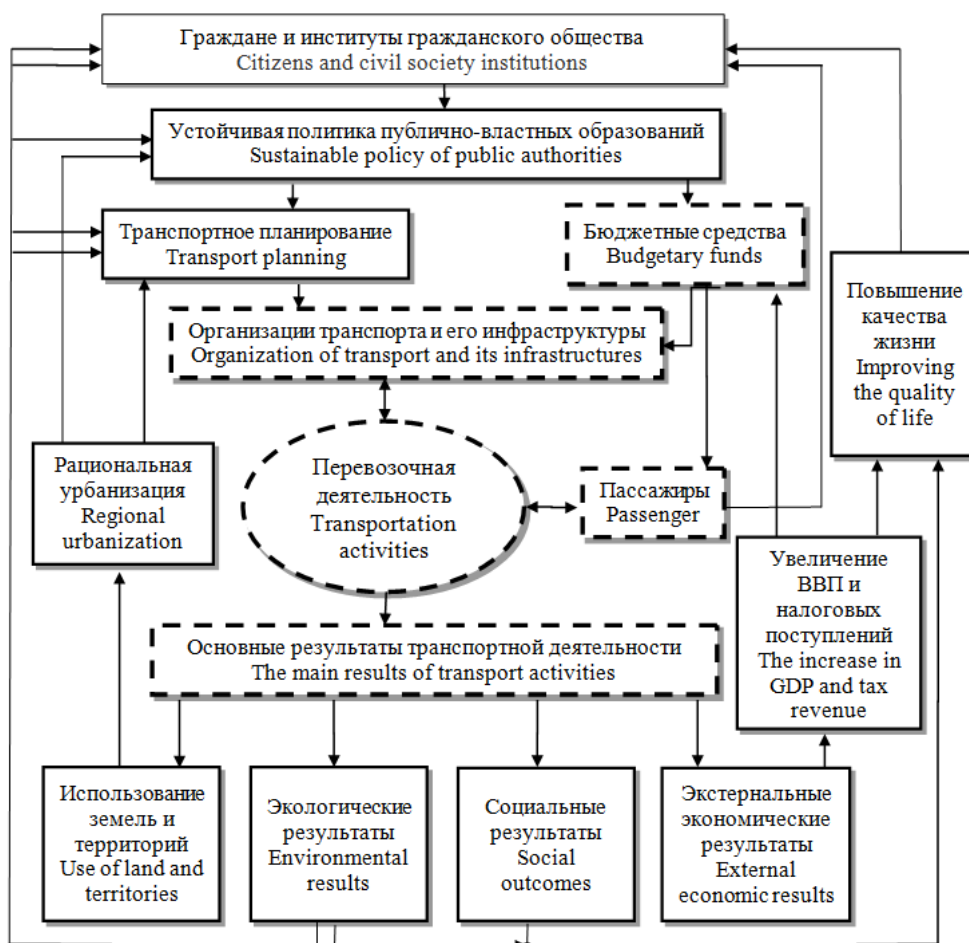 Граждане и институты гражданского общества
Citizens and civil society institutions
Устойчивая политика публично-властных образований
Sustainable policy of public authorities
Транспортное планирование
Transport planning
Бюджетные средства
Budgetary funds
Повышение
качества
жизни
Improving
the quality
of life
Организации транспорта и его инфраструктуры
Organization of transport and its infrastructures
Рациональная
урбанизация
Regional
urbanization
Перевозочная
деятельность
Transportation
activities
Пассажиры
Passenger
Увеличение
ВВП и
налоговых
поступлений
The increase in
GDP and tax
revenue
Основные результаты транспортной деятельности
The main results of transport activities
Использование
земель и
территорий
Use of land and
territories
Экологические
результаты
Environmental
results
Социальные
результаты
Social
outcomes
Экстернальные
экономические
результаты
External
economic results